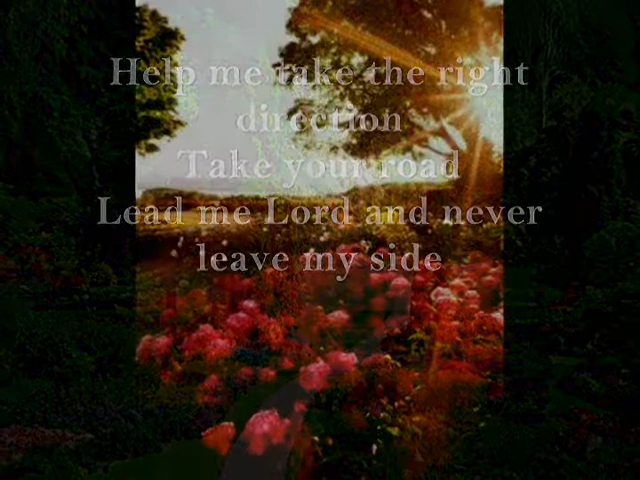 Help me take the right
direction
Take your road
Lead me Lord and never
leave my side